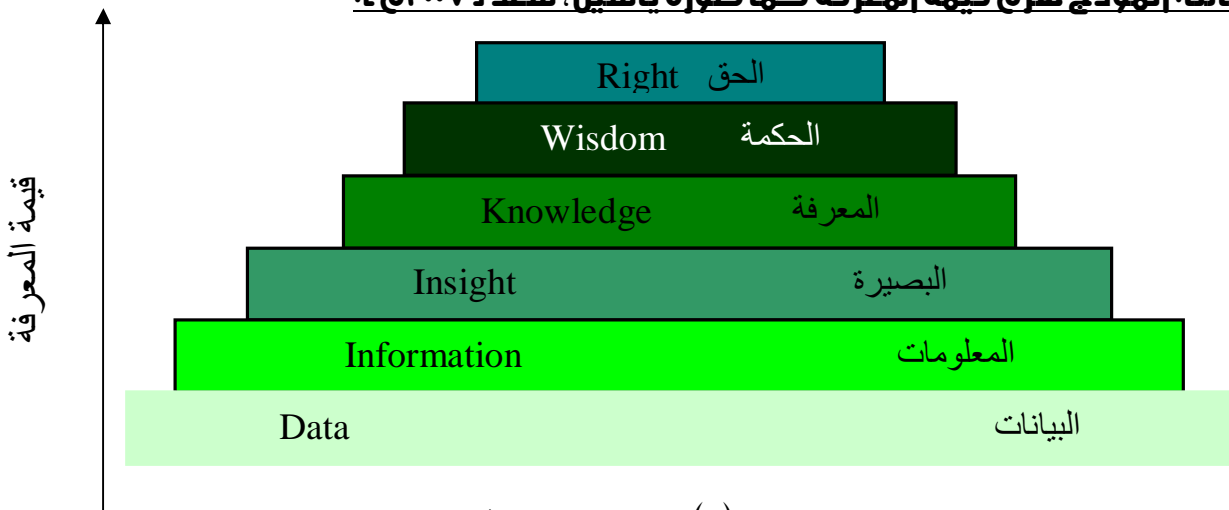 الحق Right
الحكمة Wisdom
المعرفة Knowledge
البصيرة Insight
المعلومات Information
البيانات Data
قيمة المعرفة